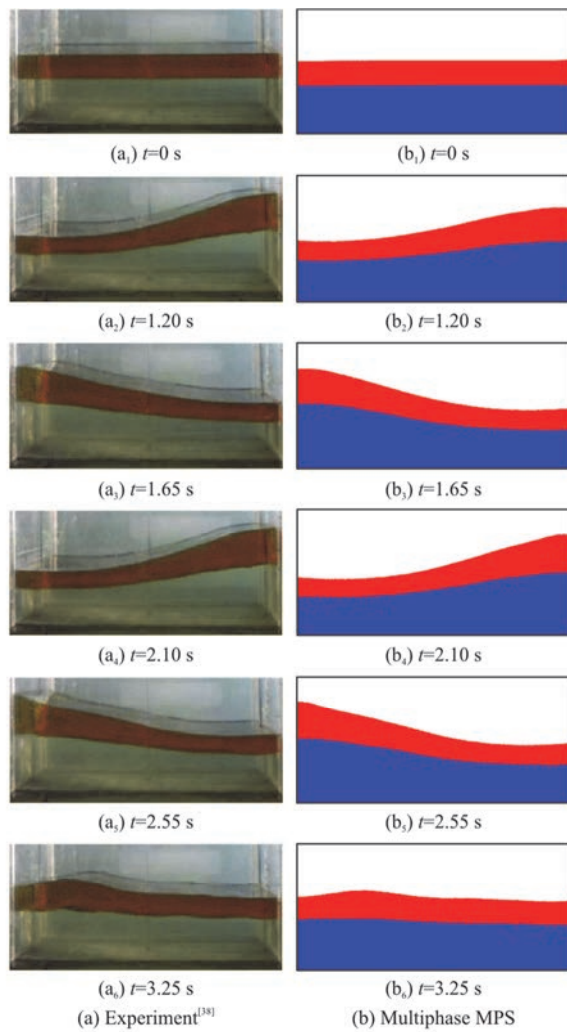 (a₁) t=0 s (b₁) t=0 s
(a₂) t=1.20 s (b₂) t=1.20 s
(a₃) t=1.65 s (b₃) t=1.65 s
(a₄) t=2.10 s (b₄) t=2.10 s
(a₅) t=2.55 s (b₅) t=2.55 s
(a₆) t=3.25 s (b₆) t=3.25 s
(a) Experiment[38] (b) Multiphase MPS